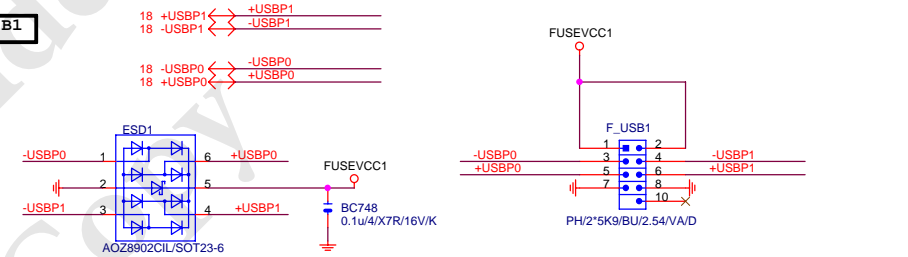 B1
18 +USBP1 +USBP1
18 -USBP1 -USBP1
18 -USBP0 -USBP0
18 +USBP0 +USBP0
ESD1
-USBP0 1 6 +USBP0
2 5
-USBP1 3 4 +USBP1
AOZ8902CIL/SOT23-6
FUSEVCC1
BC748
0.1u/4/X7R/16V/K
FUSEVCC1
F_USB1
1 2
-USBP0 3 4 -USBP1
+USBP0 5 6 +USBP1
7 8
10
PH/2*5K9/BU/2.54/VA/D
Copy